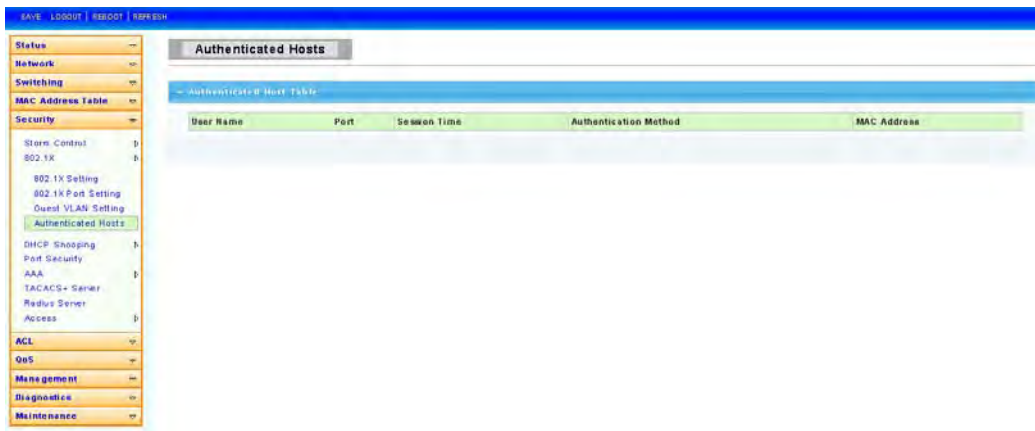 SAVE LOGOUT | REBOOT | REFRESH
Status
Network
Switching
MAC Address Table
Security
Storm Control
802.1X
802.1X Setting
802.1X Port Setting
Guest VLAN Setting
Authenticated Hosts
DHCP Snooping
Port Security
AAA
TACACS+ Server
Radius Server
Access
ACL
QoS
Management
Diagnostics
Maintenance
Authenticated Hosts
Authenticated Host Table
User Name Port Session Time Authentication Method MAC Address